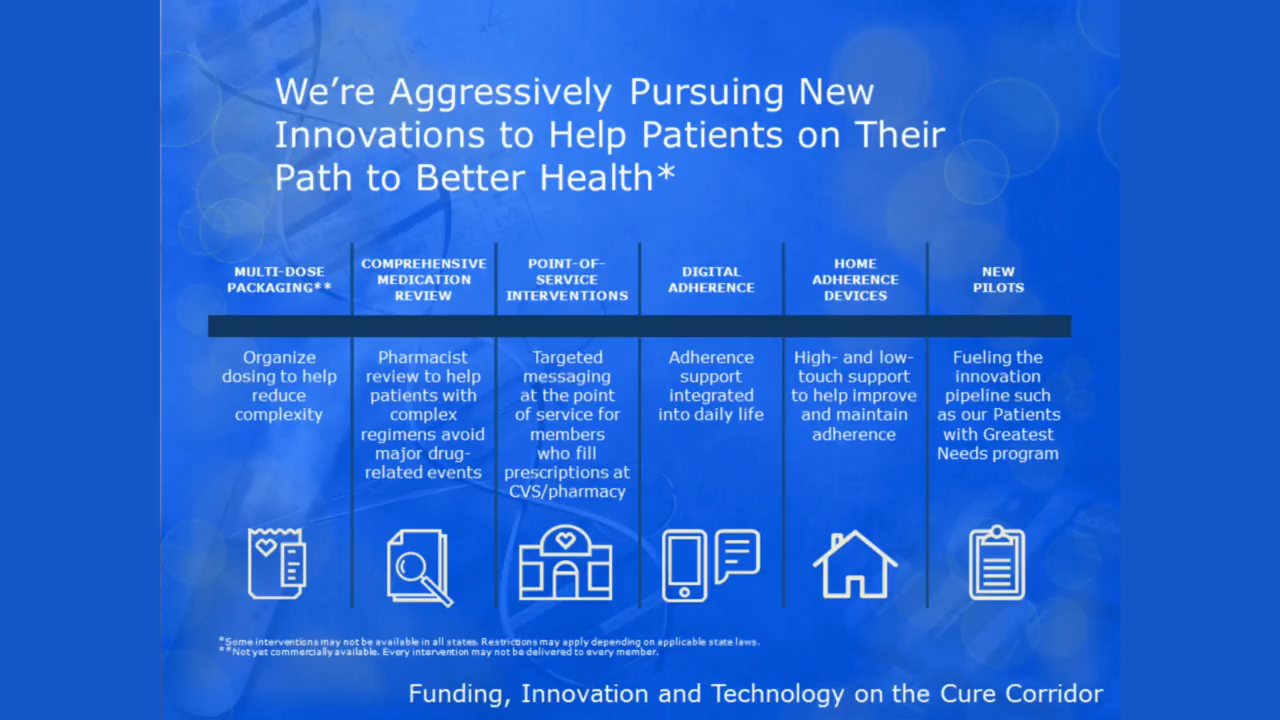 We’re Aggressively Pursuing New
Innovations to Help Patients on Their
Path to Better Health*
MULTI-DOSE
PACKAGING**
COMPREHENSIVE
MEDICATION
REVIEW
POINT-OF-
SERVICE
INTERVENTIONS
DIGITAL
ADHERENCE
HOME
ADHERENCE
DEVICES
NEW
PILOTS
Organize
dosing to help
reduce
complexity
Pharmacist
review to help
patients with
complex
regimens avoid
major drug-
related events
Targeted
messaging
at the point
of service for
members
who fill
prescriptions at
CVS/pharmacy
Adherence
support
integrated
into daily life
High- and low-
touch support
to help improve
and maintain
adherence
Fueling the
innovation
pipeline such
as our Patients
with Greatest
Needs program
*Some interventions may not be available in all states. Restrictions may apply depending on applicable state laws.
**Not yet commercially available. Every intervention may not be delivered to every member.
Funding, Innovation and Technology on the Cure Corridor